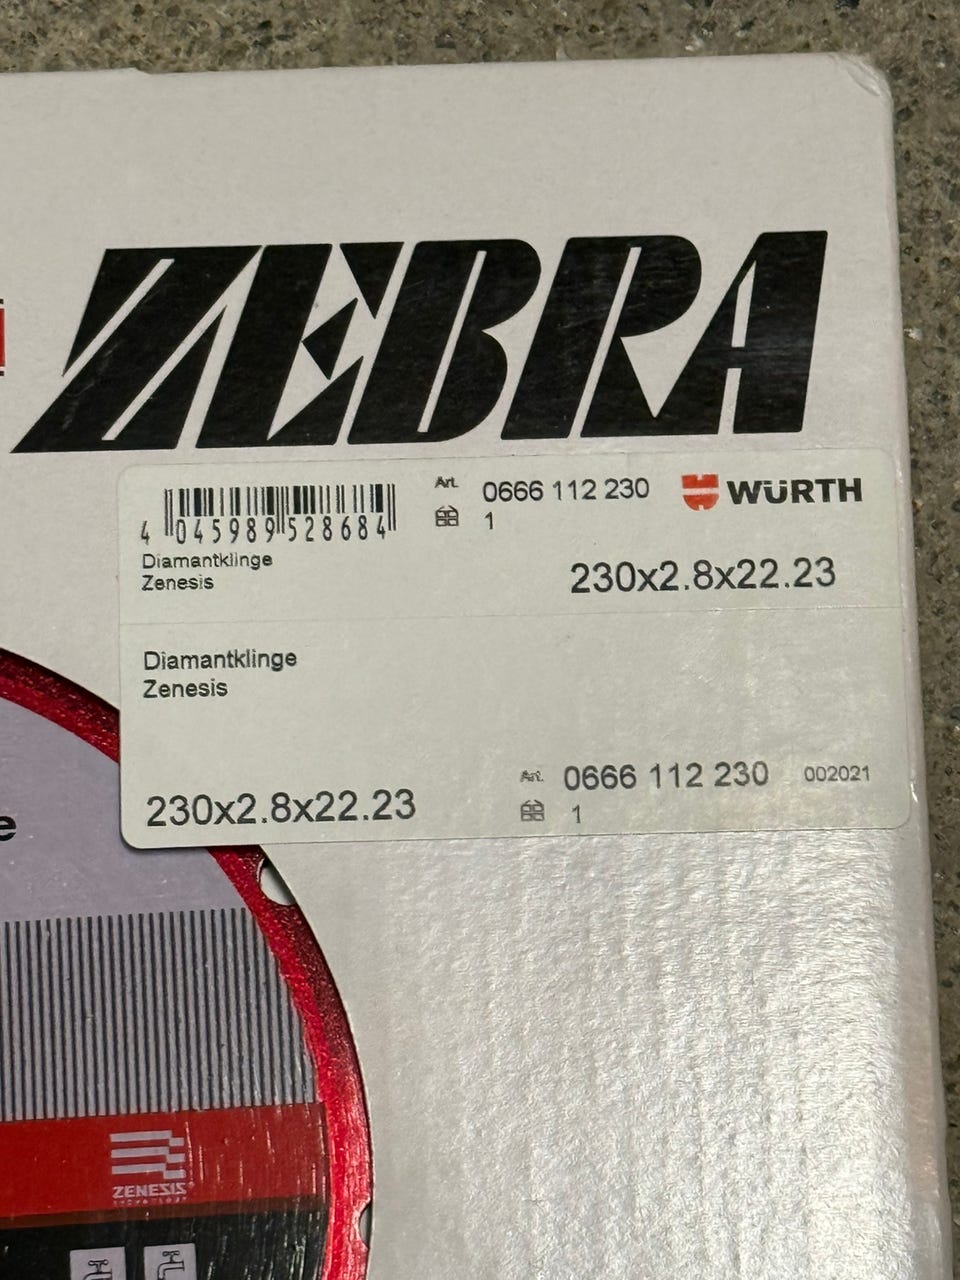 ZEBRA
4 045989 528684
Art. 0666 112 230
1
WÜRTH
Diamantklinge
Zenesis
230x2.8x22.23
Diamantklinge
Zenesis
230x2.8x22.23
Art. 0666 112 230
1
002021
e
ZENESIS